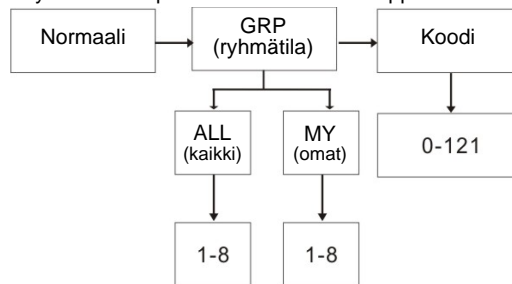 Normaali
GRP
(ryhmätila)
Koodi
ALL
(kaikki)
MY
(omat)
0-121
1-8
1-8